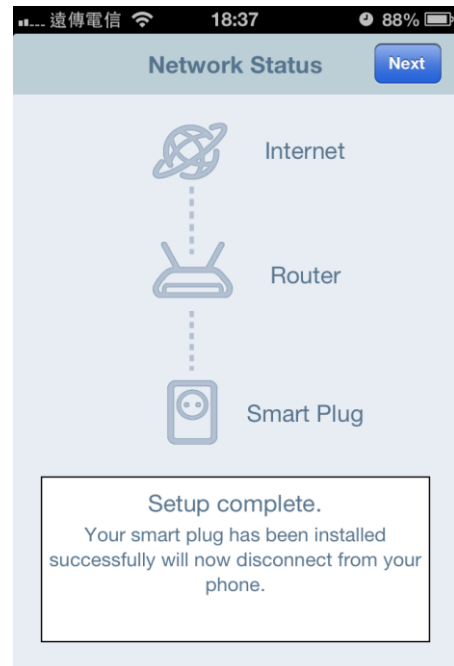 遠傳電信 18:37 88%
Network Status Next
Internet
Router
Smart Plug
Setup complete.
Your smart plug has been installed
successfully will now disconnect from your
phone.